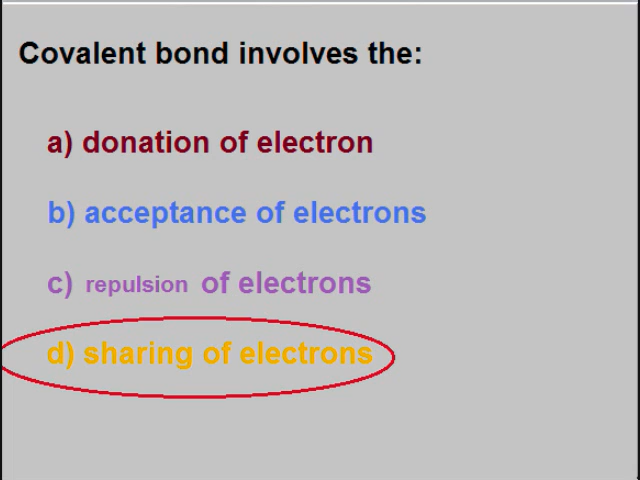 Covalent bond involves the:
a) donation of electron
b) acceptance of electrons
c) repulsion of electrons
d) sharing of electrons